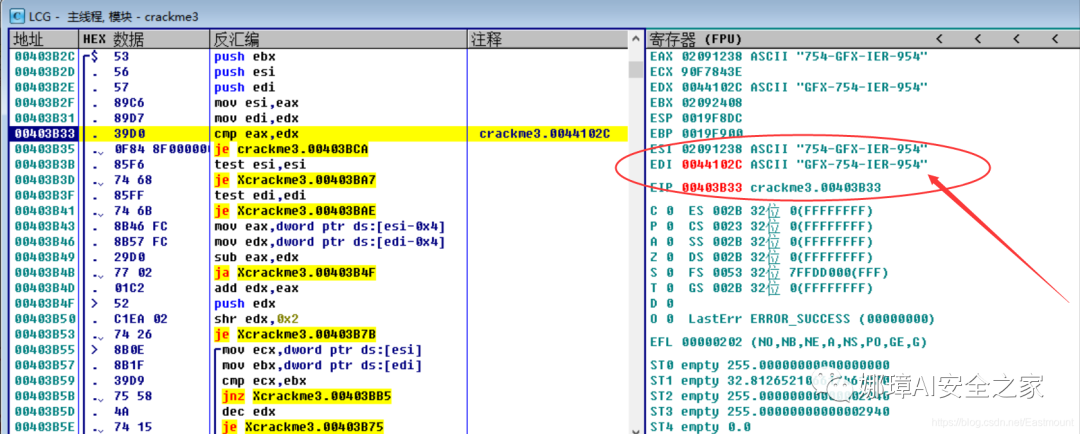 LCG - 主线程, 模块 - crackme3
地址 HEX 数据 反汇编 注释
00403B2C $ 53 push ebx
00403B2D . 56 push esi
00403B2E . 57 push edi
00403B2F . 89C6 mov esi,eax
00403B31 . 89D7 mov edi,edx
00403B33 . 39D0 cmp eax,edx crackme3.0044102C
00403B35 . 0F84 8F00000 je crackme3.00403BCA
00403B3B . 85F6 test esi,esi
00403B3D . 74 68 je Xcrackme3.00403BA7
00403B3F . 85FF test edi,edi
00403B41 . 74 6B je Xcrackme3.00403BAE
00403B43 . 8B46 FC mov eax,dword ptr ds:[esi-0x4]
00403B46 . 8B57 FC mov edx,dword ptr ds:[edi-0x4]
00403B49 . 29D0 sub eax,edx
00403B4B . 77 02 ja Xcrackme3.00403B4F
00403B4D . 01C2 add edx,eax
00403B4F > 52 push edx
00403B50 . C1EA 02 shr edx,0x2
00403B53 . 74 26 je Xcrackme3.00403B7B
00403B55 > 8B0E mov ecx,dword ptr ds:[esi]
00403B57 . 8B1F mov ebx,dword ptr ds:[edi]
00403B59 . 39D9 cmp ecx,ebx
00403B5B . 75 58 jnz Xcrackme3.00403BB5
00403B5D . 4A dec edx
00403B5E . 74 15 je Xcrackme3.00403B75
寄存器 (FPU) < < < <
EAX 02091238 ASCII "754-GFX-IER-954"
ECX 90F7843E
EDX 0044102C ASCII "GFX-754-IER-954"
EBX 02092408
ESP 0019F8DC
EBP 0019F900
ESI 02091238 ASCII "754-GFX-IER-954"
EDI 0044102C ASCII "GFX-754-IER-954"
EIP 00403B33 crackme3.00403B33
C 0 ES 002B 32位 0(FFFFFFFF)
P 0 CS 0023 32位 0(FFFFFFFF)
A 0 SS 002B 32位 0(FFFFFFFF)
Z 0 DS 002B 32位 0(FFFFFFFF)
S 0 FS 0053 32位 7FFDD000(FFF)
T 0 GS 002B 32位 0(FFFFFFFF)
D 0
O 0 LastErr ERROR_SUCCESS (00000000)
EFL 00000202 (NO,NB,NE,A,NS,PO,GE,G)
ST0 empty 255.00000000000000000
ST1 empty 32.81265210
ST2 empty 255.0000000000002940
ST3 empty 255.0000000000002940
ST4 empty 0.0
娜璋AI安全之家
https://blog.csdn.net/Eastmount